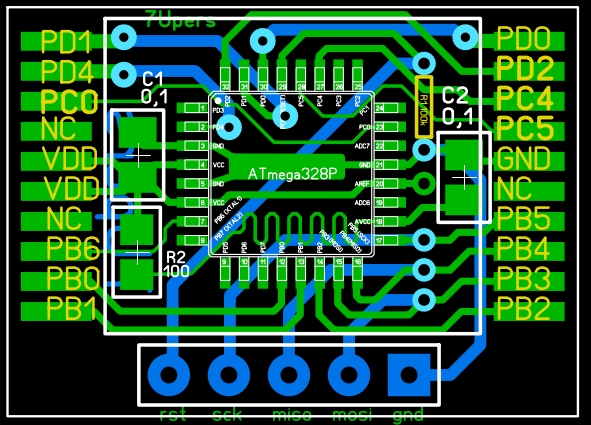 7Upers
PD1
PD4
PC0
NC
VDD
VDD
NC
PB6
PB0
PB1
C1
0,1
R2
100
32 31 30 29 28 27 26 25
PD2 PD1 PD0 PC5 PC4 PC3 PC2
1 PD3
2 PD4
3 GND
4 VCC
5 GND
6 VCC
7 PB6 (XTAL1)
8 PB7 (XTAL2)
ATmega328P
PC1 24
PC0 23
ADC7 22
GND 21
AREF 20
ADC6 19
AVCC 18
PB5(SCK) 17
PD5 PD6 PD7 PB0 PB1 PB2 PB3(MOSI) PB4(MISO)
9 10 11 12 13 14 15 16
C2
0,1
PD0
PD2
PC4
PC5
GND
NC
PB5
PB4
PB3
PB2
rst sck miso mosi gnd